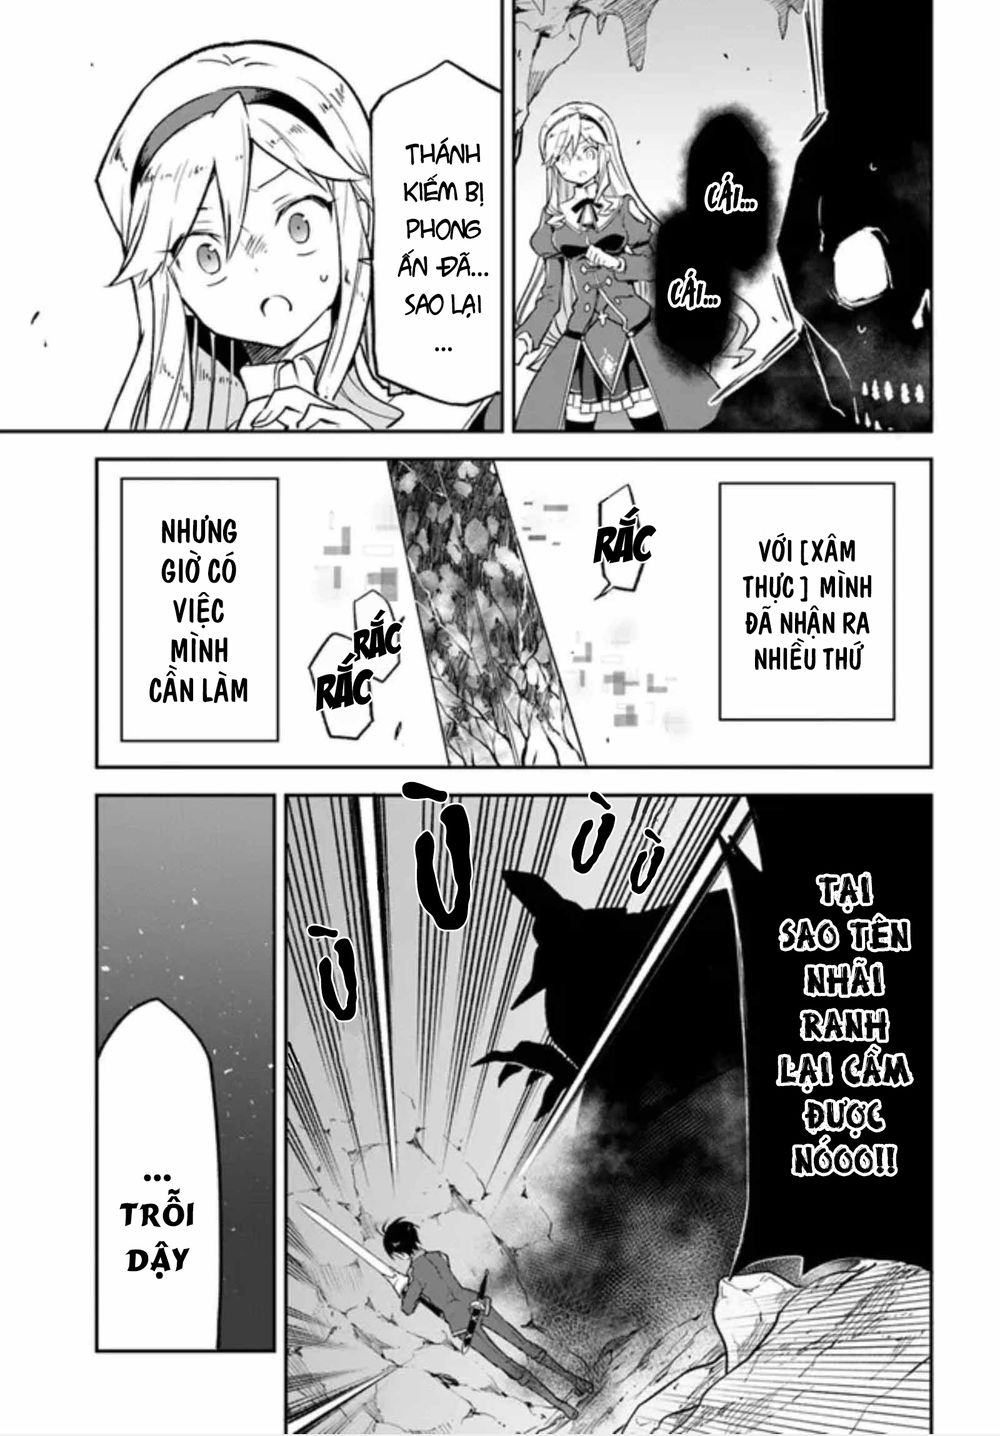 CÁI...
CÁI...
THÁNH
KIẾM BỊ
PHONG
ẤN ĐÃ...
SAO LẠI
...
VỚI [XÂM
THỰC] MÌNH
ĐÃ NHẬN RA
NHIỀU THỨ
RẮC
RẮC
RẮC
NHƯNG
GIỜ CÓ
VIỆC
MÌNH
CẦN LÀM
TẠI
SAO TÊN
NHÃI
RANH
LẠI CẦM
ĐƯỢC
NÓOO!!
Ù
Ù
Ù
Ù
...
TRỖI
DẬY